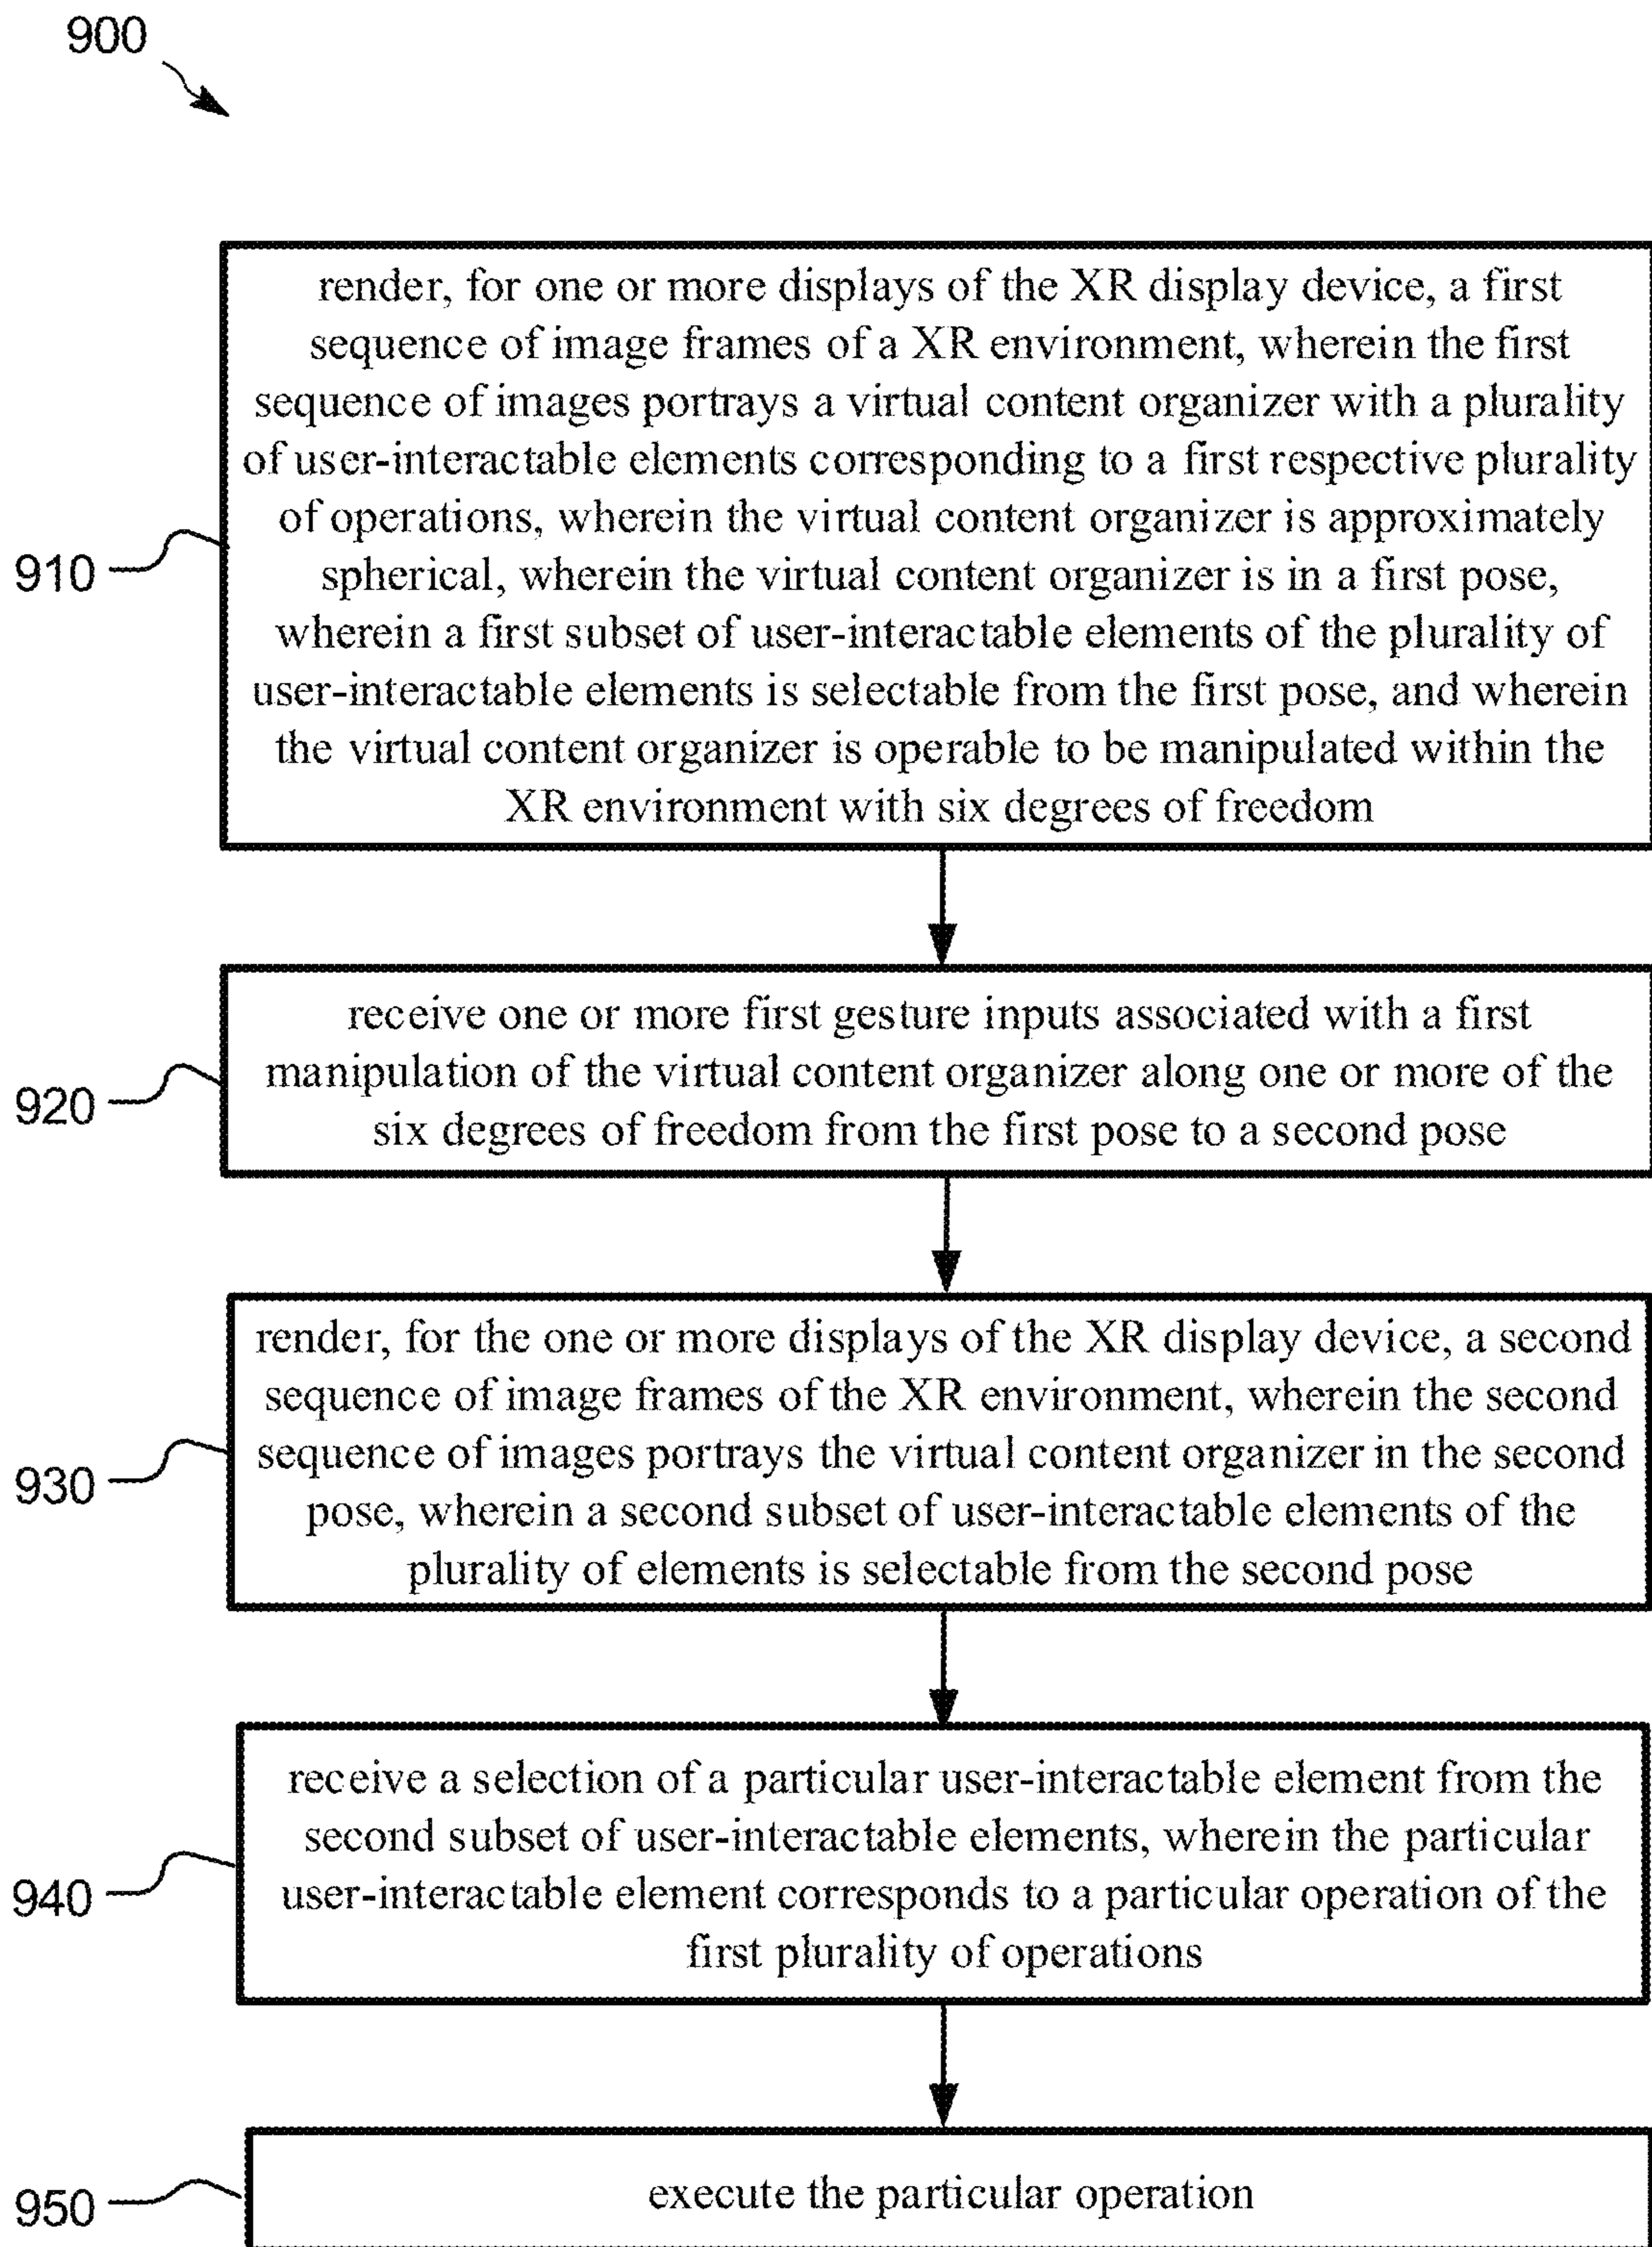 900
render, for one or more displays of the XR display device, a first
sequence of image frames of a XR environment, wherein the first
sequence of images portrays a virtual content organizer with a plurality
of user-interactable elements corresponding to a first respective plurality
of operations, wherein the virtual content organizer is approximately
spherical, wherein the virtual content organizer is in a first pose,
wherein a first subset of user-interactable elements of the plurality of
user-interactable elements is selectable from the first pose, and wherein
the virtual content organizer is operable to be manipulated within the
XR environment with six degrees of freedom
910
receive one or more first gesture inputs associated with a first
manipulation of the virtual content organizer along one or more of the
six degrees of freedom from the first pose to a second pose
920
render, for the one or more displays of the XR display device, a second
sequence of image frames of the XR environment, wherein the second
sequence of images portrays the virtual content organizer in the second
pose, wherein a second subset of user-interactable elements of the
plurality of elements is selectable from the second pose
930
receive a selection of a particular user-interactable element from the
second subset of user-interactable elements, wherein the particular
user-interactable element corresponds to a particular operation of the
first plurality of operations
940
execute the particular operation
950